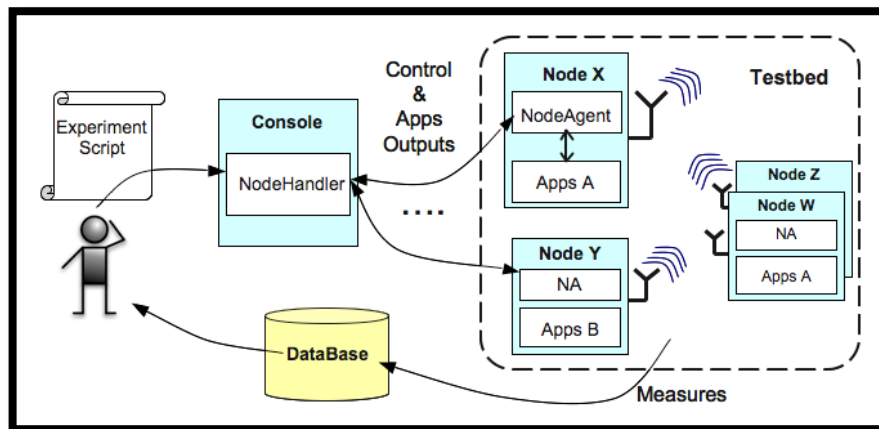 Experiment
Script
Console
NodeHandler
Control
&
Apps
Outputs
....
Node X
NodeAgent
Apps A
Testbed
Node Z
Node W
NA
Apps A
Node Y
NA
Apps B
DataBase
Measures